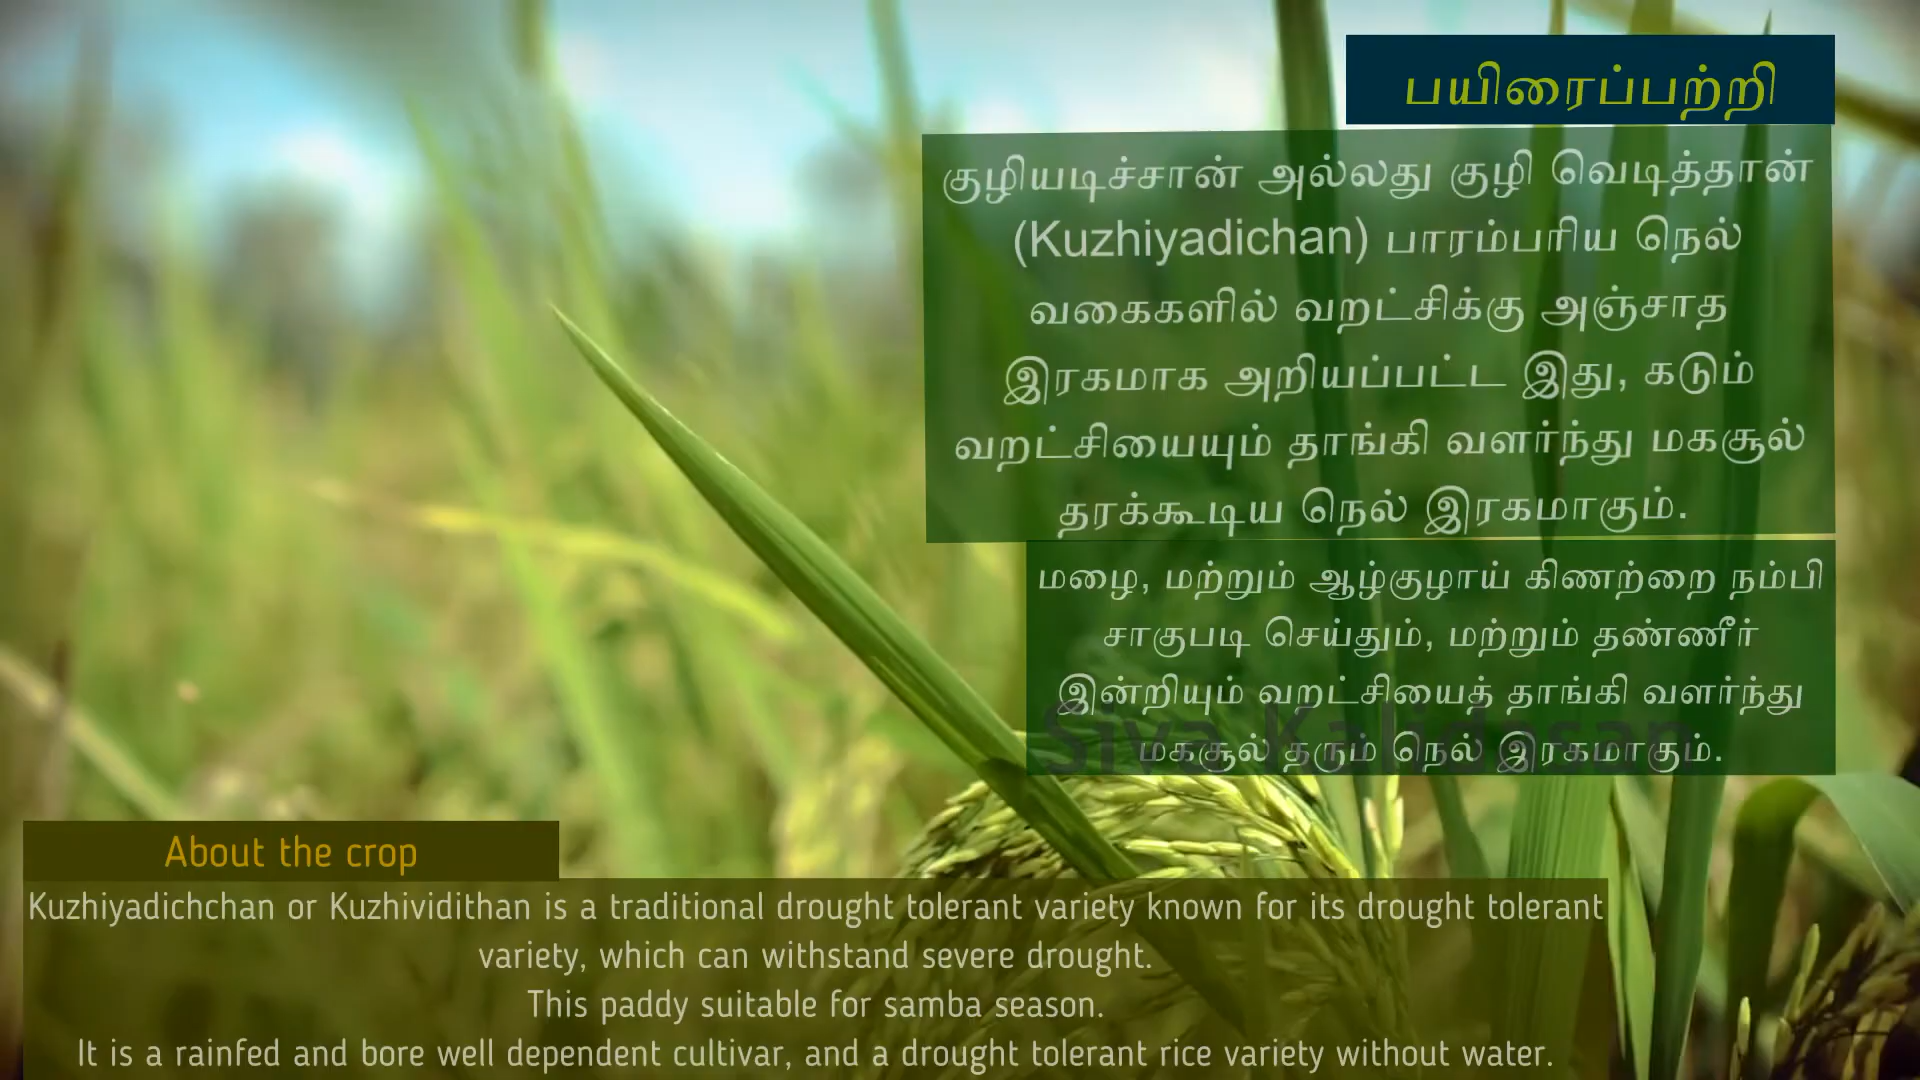 பயிரைப்பற்றி
குழியடிச்சான் அல்லது குழி வெடித்தான்
(Kuzhiyadichan) பாரம்பரிய நெல்
வகைகளில் வறட்சிக்கு அஞ்சாத
இரகமாக அறியப்பட்ட இது, கடும்
வறட்சியையும் தாங்கி வளர்ந்து மகசூல்
தரக்கூடிய நெல் இரகமாகும்.
மழை, மற்றும் ஆழ்குழாய் கிணற்றை நம்பி
சாகுபடி செய்தும், மற்றும் தண்ணீர்
இன்றியும் வறட்சியைத் தாங்கி வளர்ந்து
மகசூல் தரும் நெல் இரகமாகும்.
Siva Kalidasan
About the crop
Kuzhiyadichchan or Kuzhividithan is a traditional drought tolerant variety known for its drought tolerant
variety, which can withstand severe drought.
This paddy suitable for samba season.
It is a rainfed and bore well dependent cultivar, and a drought tolerant rice variety without water.